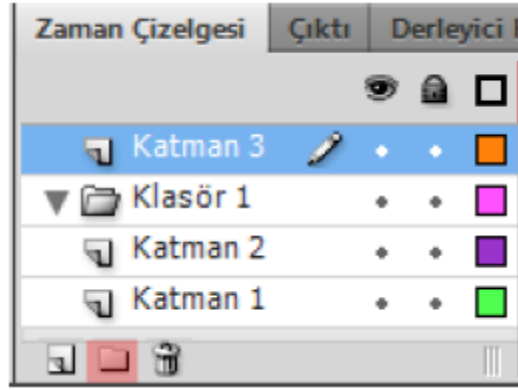 Zaman Çizelgesi Çıktı Derleyici
Katman 3
Klasör 1
Katman 2
Katman 1